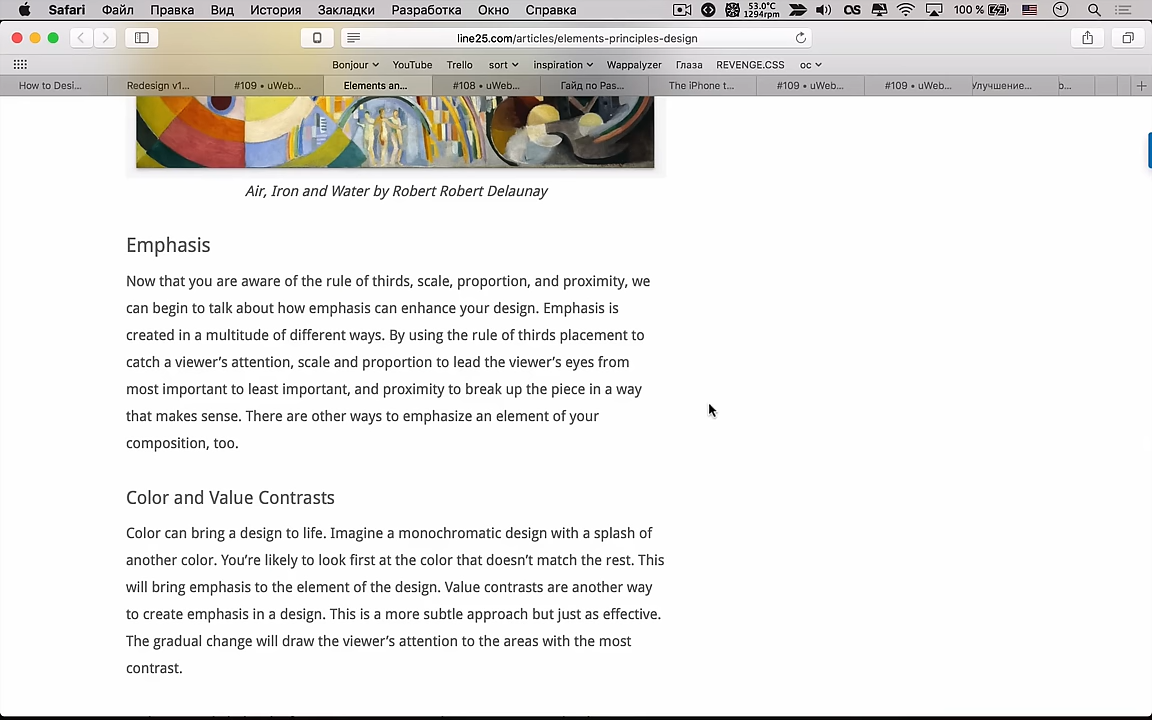 Safari Файл Правка Вид История Закладки Разработка Окно Справка 53.0°C 1294rpm 100 %
line25.com/articles/elements-principles-design
Bonjour YouTube Trello sort inspiration Wappalyzer Глаза REVENGE.CSS ос
How to Desi... Redesign v1... #109 • uWeb... Elements an... #108 • uWeb... Гайд по Pas... The iPhone t... #109 • uWeb... #109 • uWeb... Улучшение... b...
Air, Iron and Water by Robert Robert Delaunay
Emphasis
Now that you are aware of the rule of thirds, scale, proportion, and proximity, we
can begin to talk about how emphasis can enhance your design. Emphasis is
created in a multitude of different ways. By using the rule of thirds placement to
catch a viewer’s attention, scale and proportion to lead the viewer’s eyes from
most important to least important, and proximity to break up the piece in a way
that makes sense. There are other ways to emphasize an element of your
composition, too.
Color and Value Contrasts
Color can bring a design to life. Imagine a monochromatic design with a splash of
another color. You’re likely to look first at the color that doesn’t match the rest. This
will bring emphasis to the element of the design. Value contrasts are another way
to create emphasis in a design. This is a more subtle approach but just as effective.
The gradual change will draw the viewer’s attention to the areas with the most
contrast.